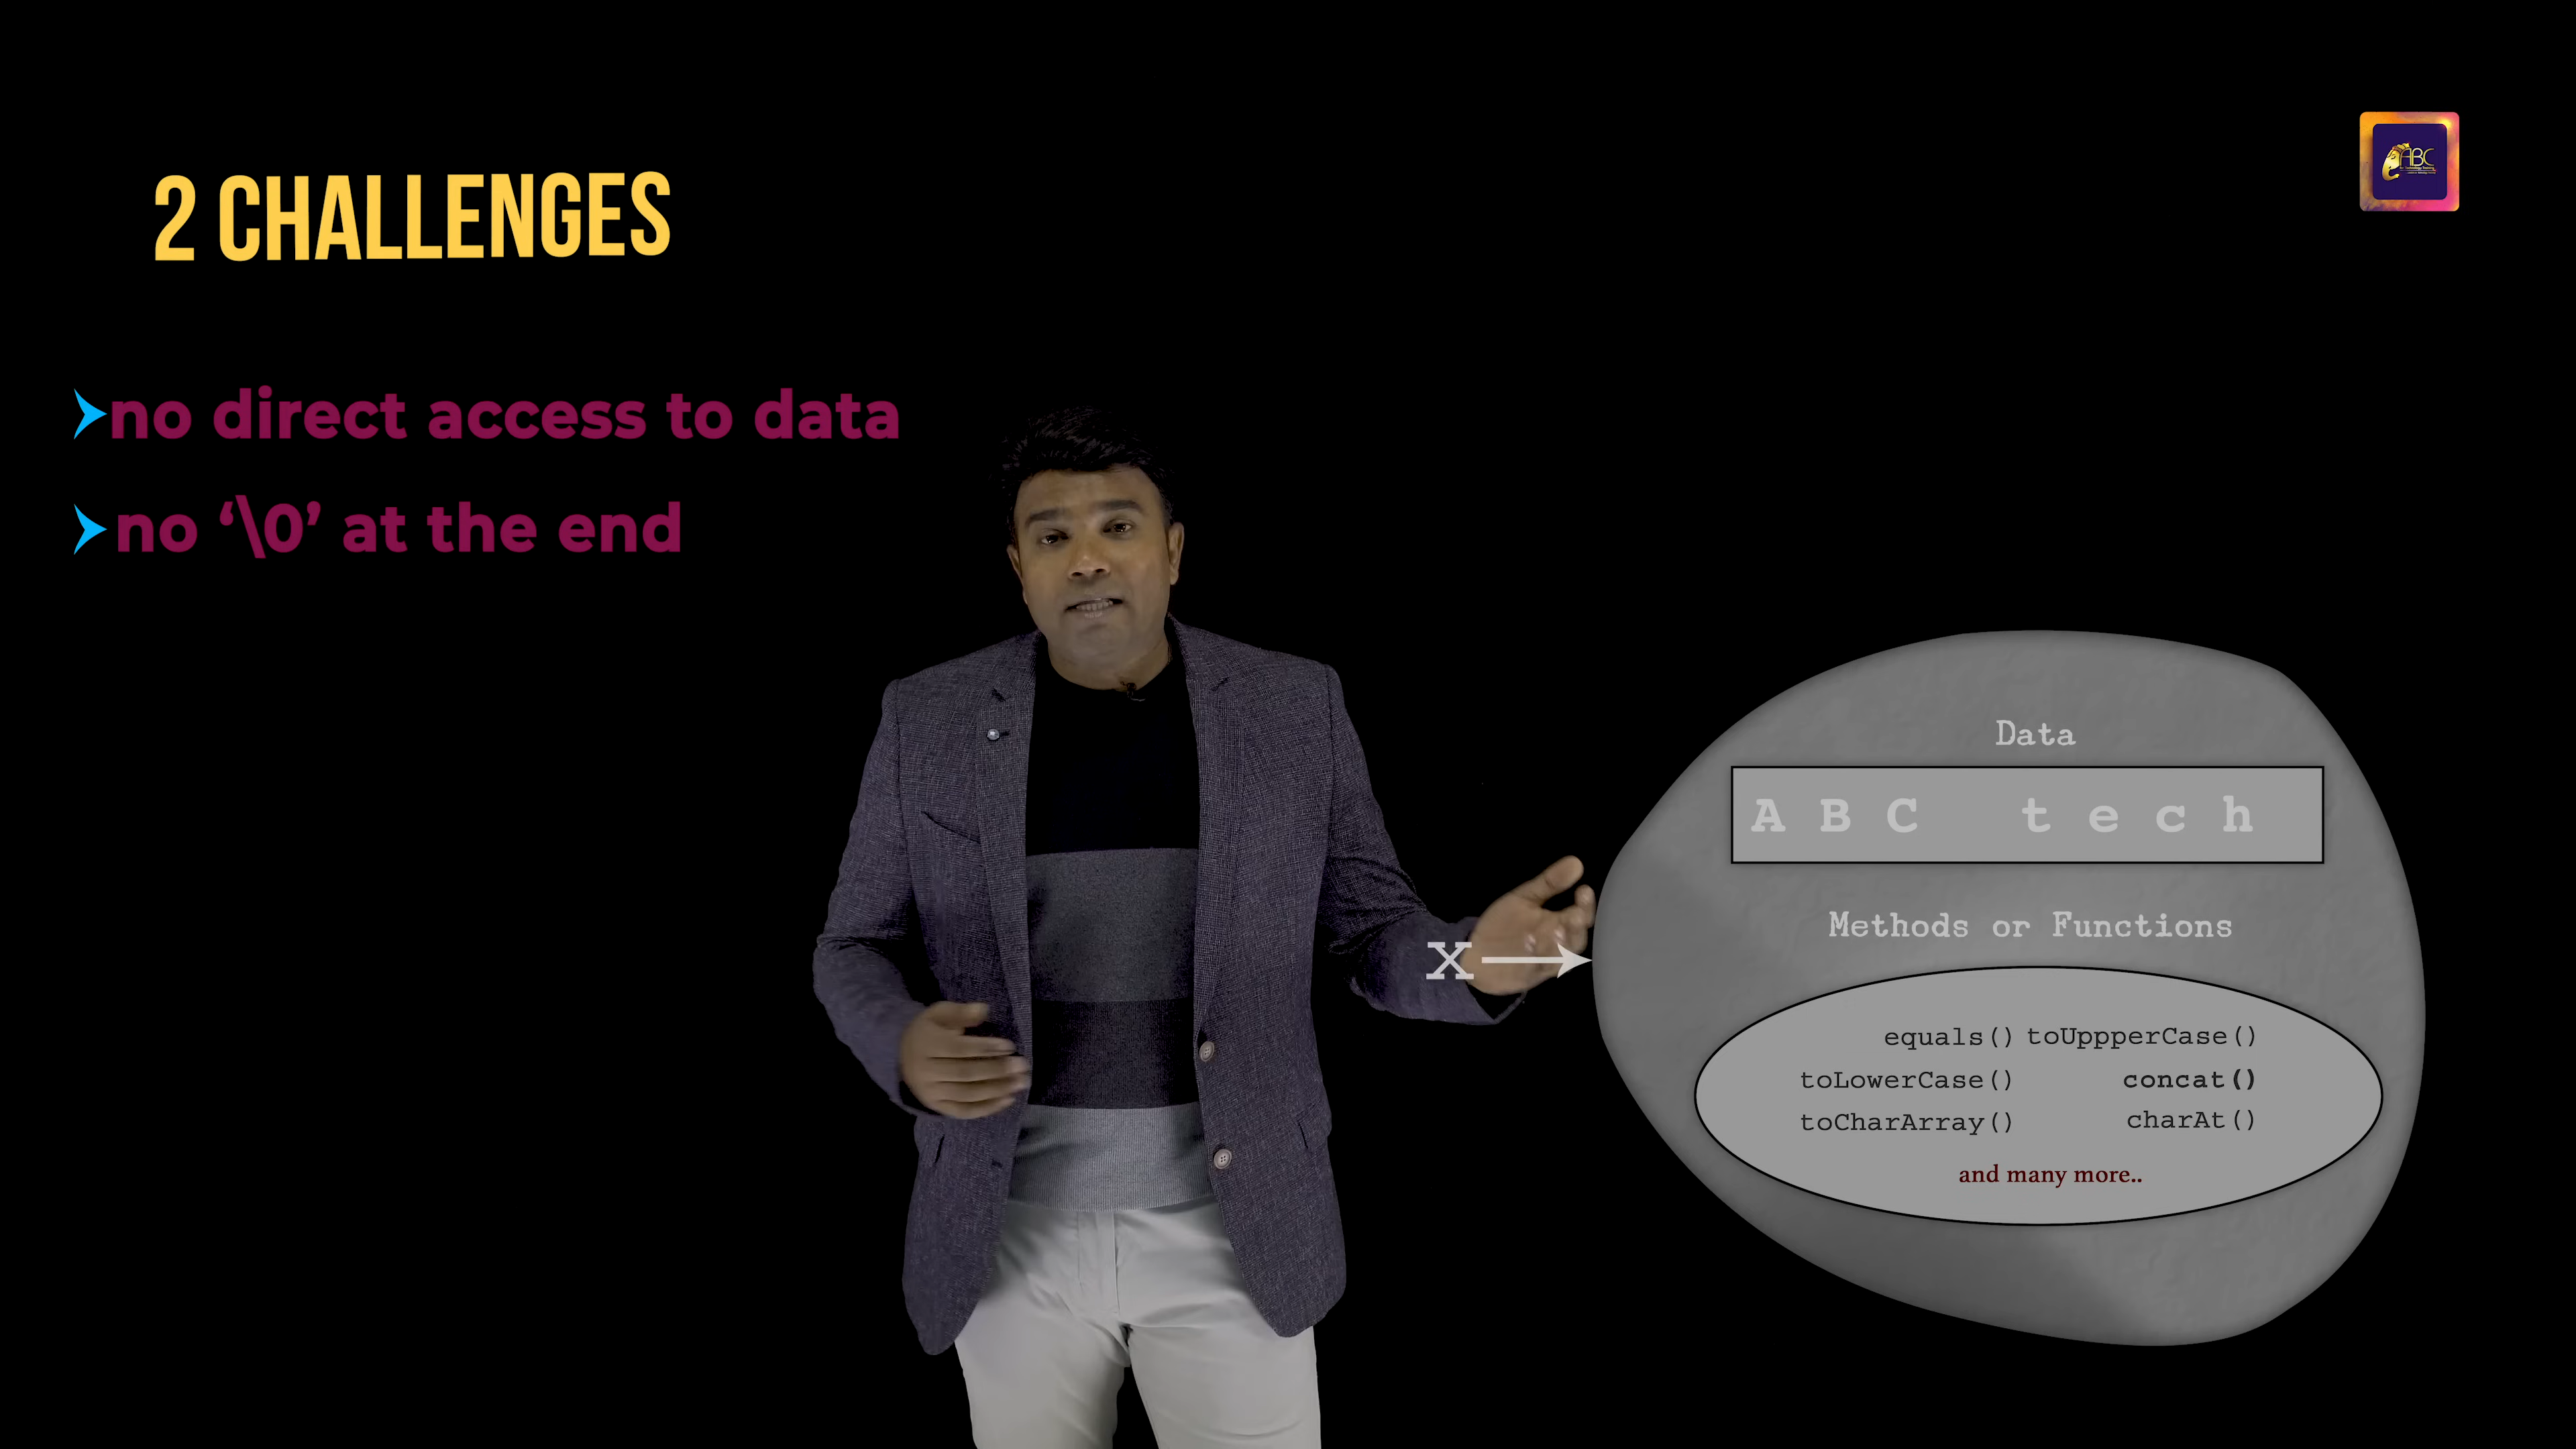 2 CHALLENGES
ABC
no direct access to data
no ‘\0’ at the end
Data
A B C t e c h
Methods or Functions
x
equals() toUppperCase()
toLowerCase() concat()
toCharArray() charAt()
and many more..